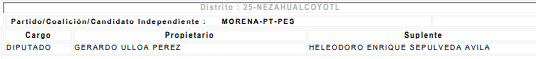 Distrito : 25-NEZAHUALCOYOTL
Partido/Coalición/Candidato Independiente : MORENA-PT-PES
Cargo Propietario Suplente
DIPUTADO GERARDO ULLOA PEREZ HELEODORO ENRIQUE SEPULVEDA AVILA